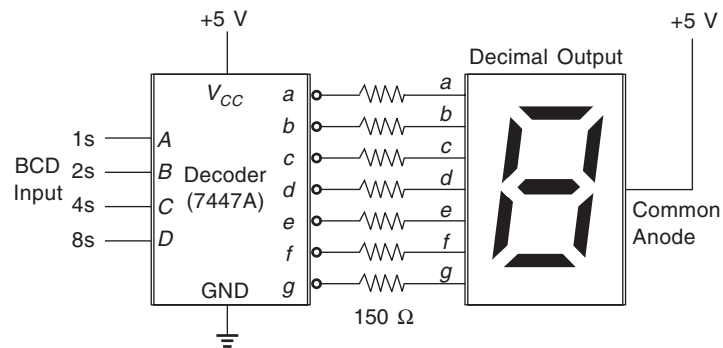 +5 V
+5 V
Decimal Output
V_CC
a
a
b
b
1s
A
c
c
BCD
Input
2s
B
Decoder
(7447A)
d
d
4s
C
e
e
Common
Anode
8s
D
f
f
GND
g
g
150 Ω